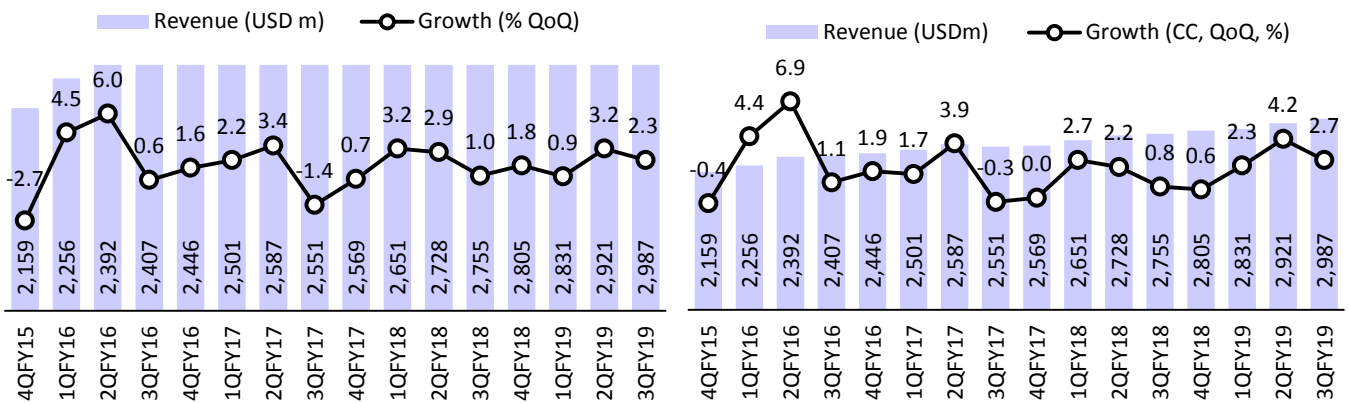 Revenue (USD m) Growth (% QoQ)
-2.7 4.5 6.0 0.6 1.6 2.2 3.4 -1.4 0.7 3.2 2.9 1.0 1.8 0.9 3.2 2.3
2,159 2,256 2,392 2,407 2,446 2,501 2,587 2,551 2,569 2,651 2,728 2,755 2,805 2,831 2,921 2,987
4QFY15 1QFY16 2QFY16 3QFY16 4QFY16 1QFY17 2QFY17 3QFY17 4QFY17 1QFY18 2QFY18 3QFY18 4QFY18 1QFY19 2QFY19 3QFY19
Revenue (USDm) Growth (CC, QoQ, %)
-0.4 4.4 6.9 1.1 1.9 1.7 3.9 -0.3 0.0 2.7 2.2 0.8 0.6 2.3 4.2 2.7
2,159 2,256 2,392 2,407 2,446 2,501 2,587 2,551 2,569 2,651 2,728 2,755 2,805 2,831 2,921 2,987
4QFY15 1QFY16 2QFY16 3QFY16 4QFY16 1QFY17 2QFY17 3QFY17 4QFY17 1QFY18 2QFY18 3QFY18 4QFY18 1QFY19 2QFY19 3QFY19